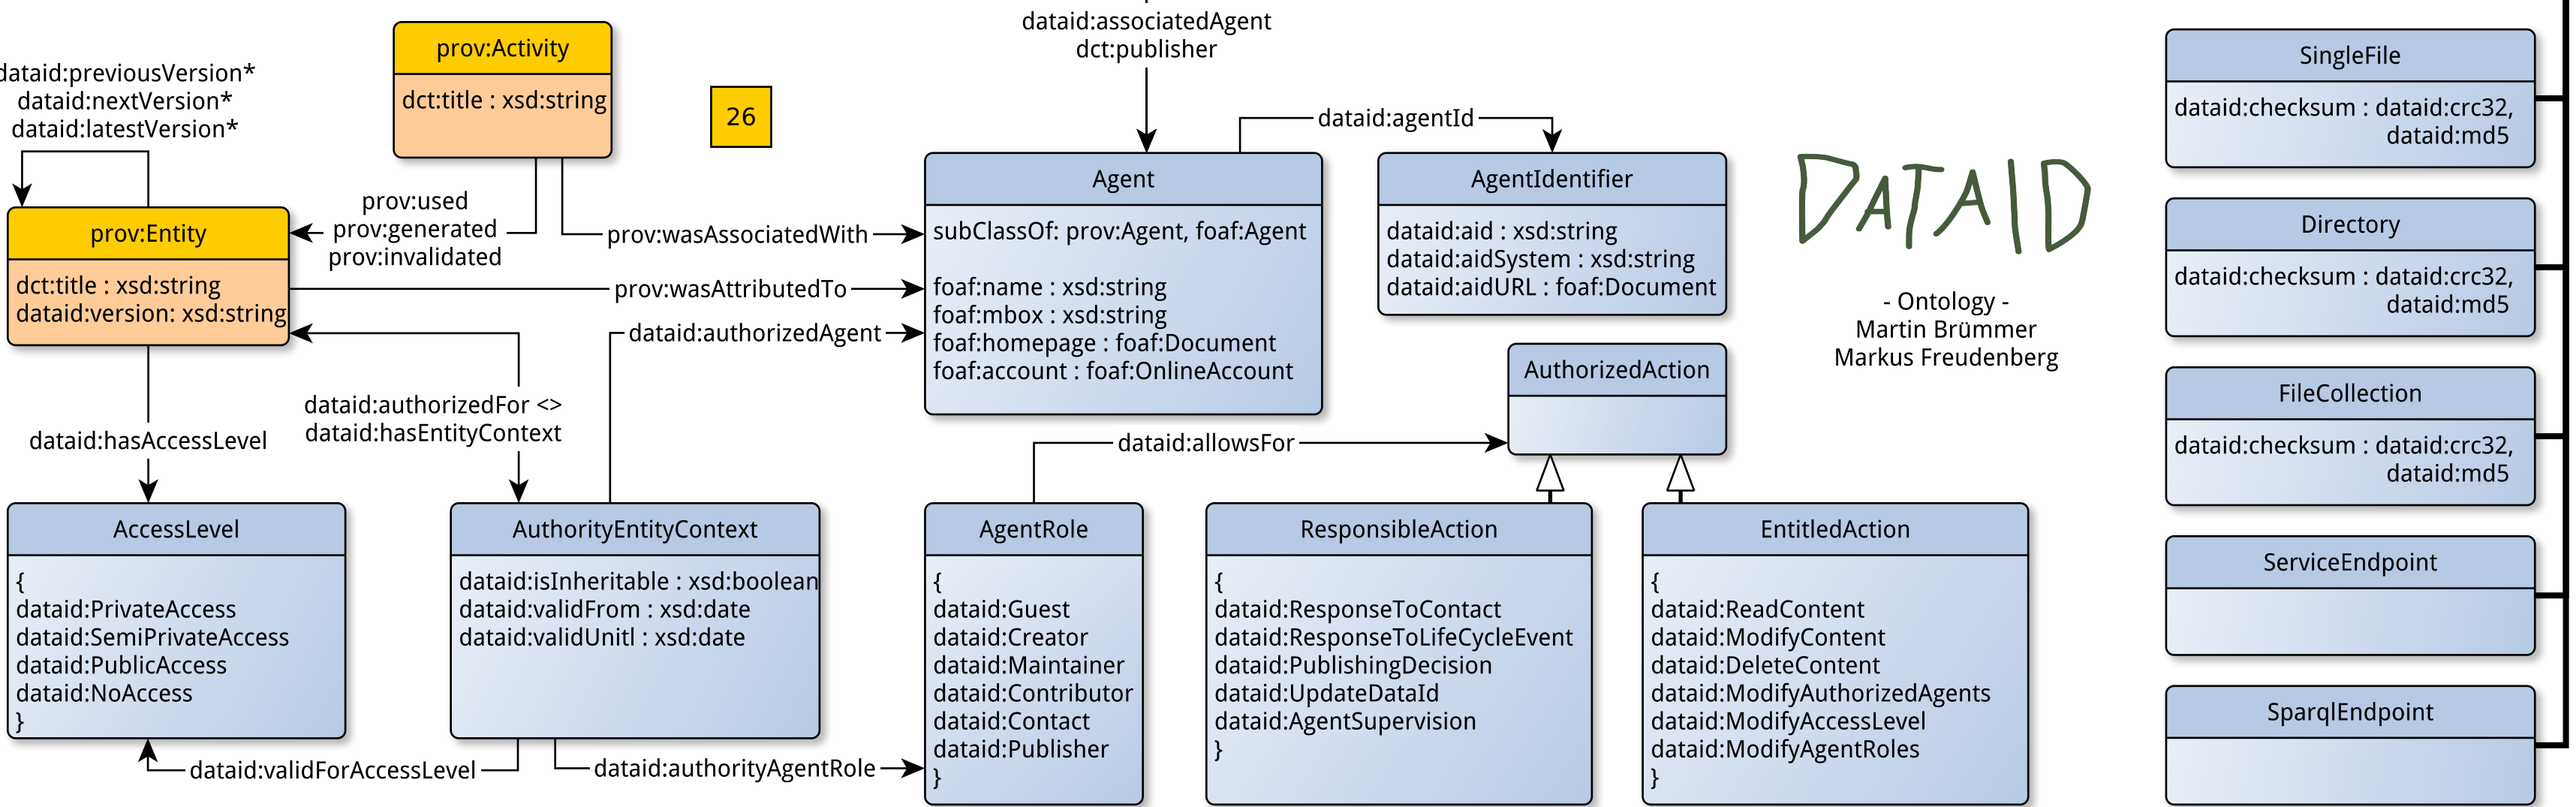 dataid:associatedAgent
dct:publisher
prov:Activity
dct:title : xsd:string
dataid:previousVersion*
dataid:nextVersion*
dataid:latestVersion*
26
dataid:agentId
prov:Entity
dct:title : xsd:string
dataid:version: xsd:string
prov:used
prov:generated
prov:invalidated
prov:wasAssociatedWith
prov:wasAttributedTo
dataid:authorizedAgent
Agent
subClassOf: prov:Agent, foaf:Agent
foaf:name : xsd:string
foaf:mbox : xsd:string
foaf:homepage : foaf:Document
foaf:account : foaf:OnlineAccount
AgentIdentifier
dataid:aid : xsd:string
dataid:aidSystem : xsd:string
dataid:aidURL : foaf:Document
DATAID
- Ontology -
Martin Brümmer
Markus Freudenberg
AuthorizedAction
dataid:authorizedFor <>
dataid:hasEntityContext
dataid:hasAccessLevel
dataid:allowsFor
AccessLevel
{
dataid:PrivateAccess
dataid:SemiPrivateAccess
dataid:PublicAccess
dataid:NoAccess
}
AuthorityEntityContext
dataid:isInheritable : xsd:boolean
dataid:validFrom : xsd:date
dataid:validUnitl : xsd:date
dataid:validForAccessLevel
dataid:authorityAgentRole
AgentRole
{
dataid:Guest
dataid:Creator
dataid:Maintainer
dataid:Contributor
dataid:Contact
dataid:Publisher
}
ResponsibleAction
{
dataid:ResponseToContact
dataid:ResponseToLifeCycleEvent
dataid:PublishingDecision
dataid:UpdateDataId
dataid:AgentSupervision
}
EntitledAction
{
dataid:ReadContent
dataid:ModifyContent
dataid:DeleteContent
dataid:ModifyAuthorizedAgents
dataid:ModifyAccessLevel
dataid:ModifyAgentRoles
}
SingleFile
dataid:checksum : dataid:crc32,
dataid:md5
Directory
dataid:checksum : dataid:crc32,
dataid:md5
FileCollection
dataid:checksum : dataid:crc32,
dataid:md5
ServiceEndpoint
SparqlEndpoint